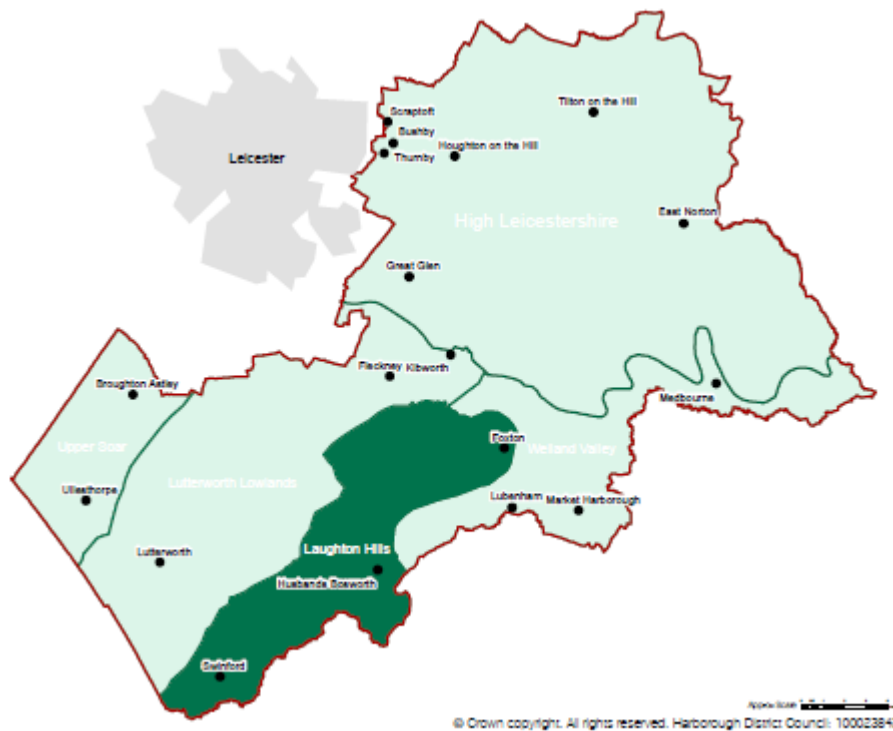 Tilton on the Hill
Scraptoft
Bushby
Houghton on the Hill
Thurnby
Leicester
East Norton
High Leicestershire
Great Glen
Fleckney
Kibworth
Medbourne
Broughton Astley
Foxton
Welland Valley
Upper Soar
Lutterworth Lowlands
Ullesthorpe
Lubenham
Market Harborough
Laughton Hills
Lutterworth
Husbands Bosworth
Swinford
Approx Scale
© Crown copyright. All rights reserved. Harborough District Council: 10002384